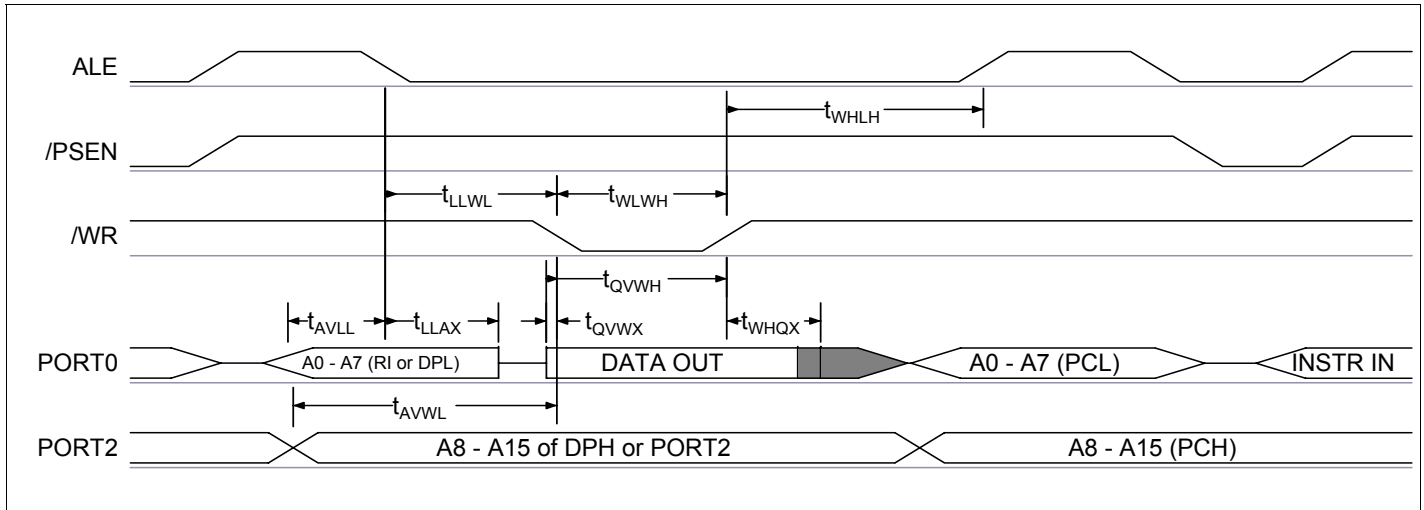 ALE
tWHLH
/PSEN
tLLWL
tWLWH
/WR
tQVWH
tAVLL
tLLAX
tQVWX
tWHQX
PORT0
A0 - A7 (RI or DPL)
DATA OUT
A0 - A7 (PCL)
INSTR IN
tAVWL
PORT2
A8 - A15 of DPH or PORT2
A8 - A15 (PCH)